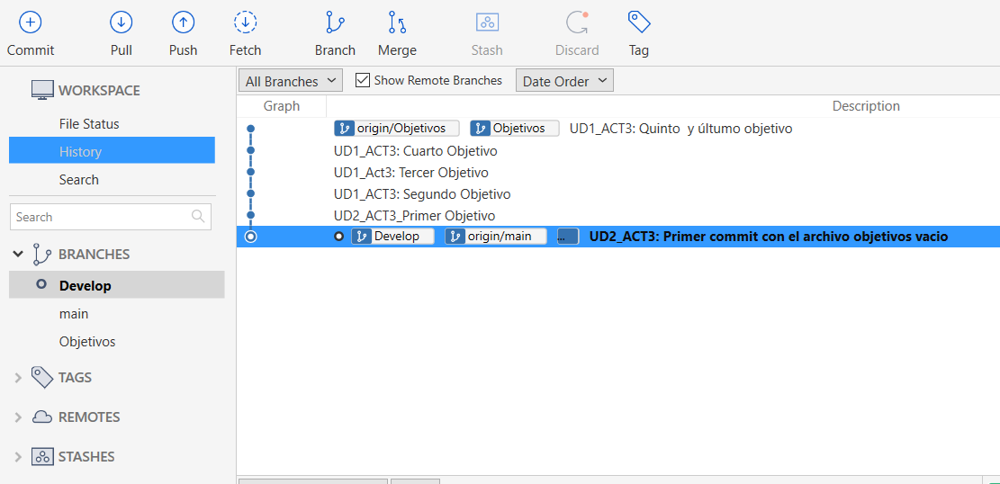 Commit Pull Push Fetch Branch Merge Stash Discard Tag
WORKSPACE
File Status
History
Search
Search
BRANCHES
Develop
main
Objetivos
TAGS
REMOTES
STASHES
All Branches Show Remote Branches Date Order
Graph Description
origin/Objetivos Objetivos UD1_ACT3: Quinto y últumo objetivo
UD1_ACT3: Cuarto Objetivo
UD1_Act3: Tercer Objetivo
UD1_ACT3: Segundo Objetivo
UD2_ACT3_Primer Objetivo
Develop origin/main ... UD2_ACT3: Primer commit con el archivo objetivos vacio